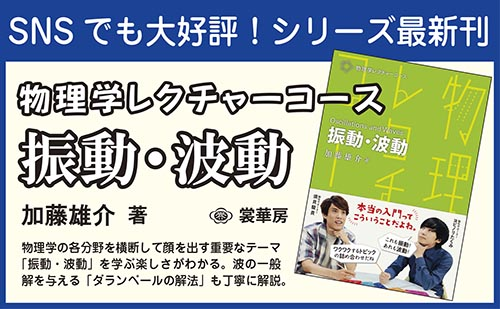 SNSでも大好評！シリーズ最新刊
物理学レクチャーコース
振動・波動
加藤雄介 著
裳華房
物理学の各分野を横断して顔を出す重要なテーマ
「振動・波動」を学ぶ楽しさがわかる。波の一般
解を与える「ダランベールの解法」も丁寧に解説。
物理学レクチャーコース
Oscillations and Waves
振動・波動
加藤雄介 著
本当の入門って
こういうことだよね。
ワクワクするトピック
の詰め合わせだね
これも振動！
あれも波動！